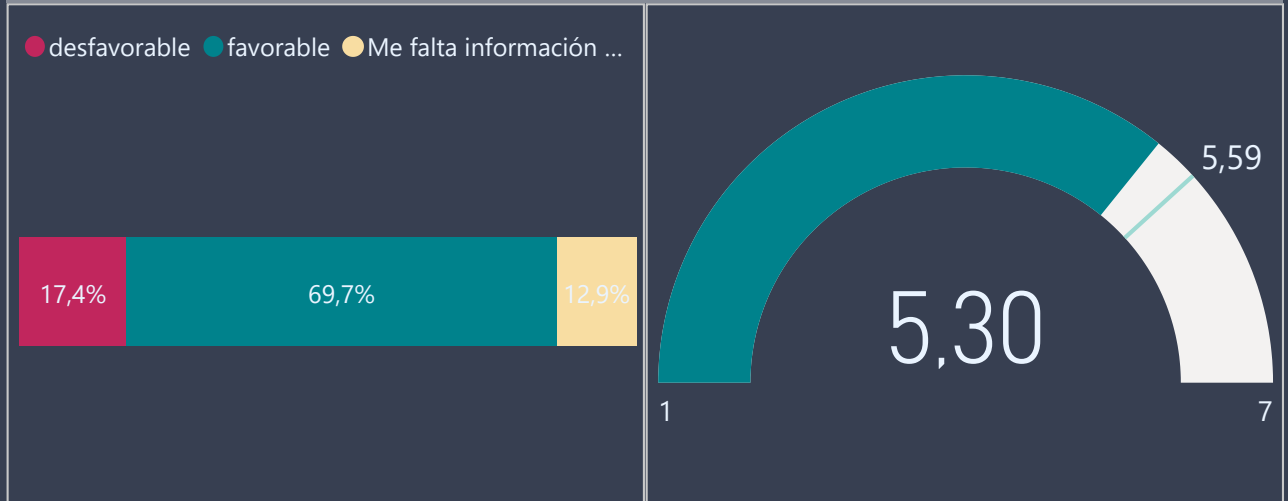 desfavorable favorable Me falta información ...
17,4% 69,7% 12,9%
5,59
5,30
1 7